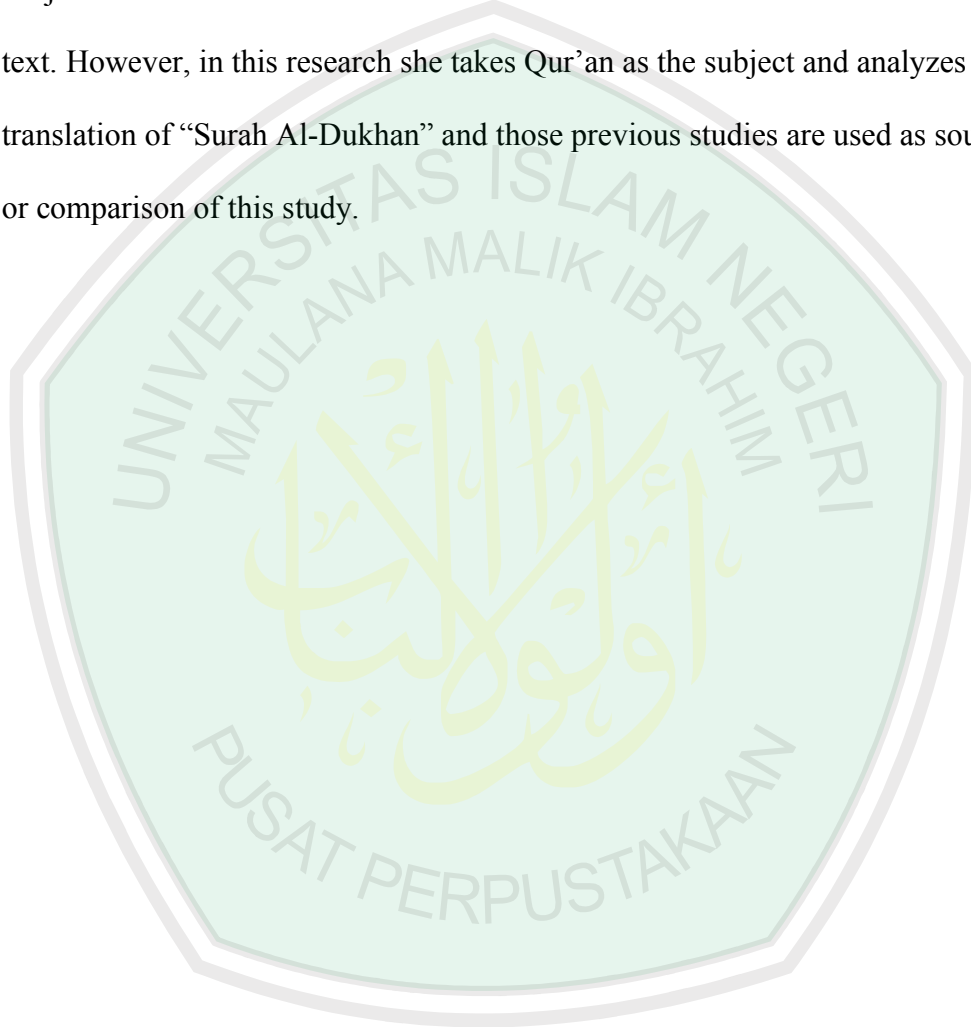 text. However, in this research she takes Qur’an as the subject and analyzes
translation of “Surah Al-Dukhan” and those previous studies are used as
or comparison of this study.
UNIVERSITAS ISLAM NEGERI
MAULANA MALIK IBRAHIM
أولوا الألباب
PUSAT PERPUSTAKAAN